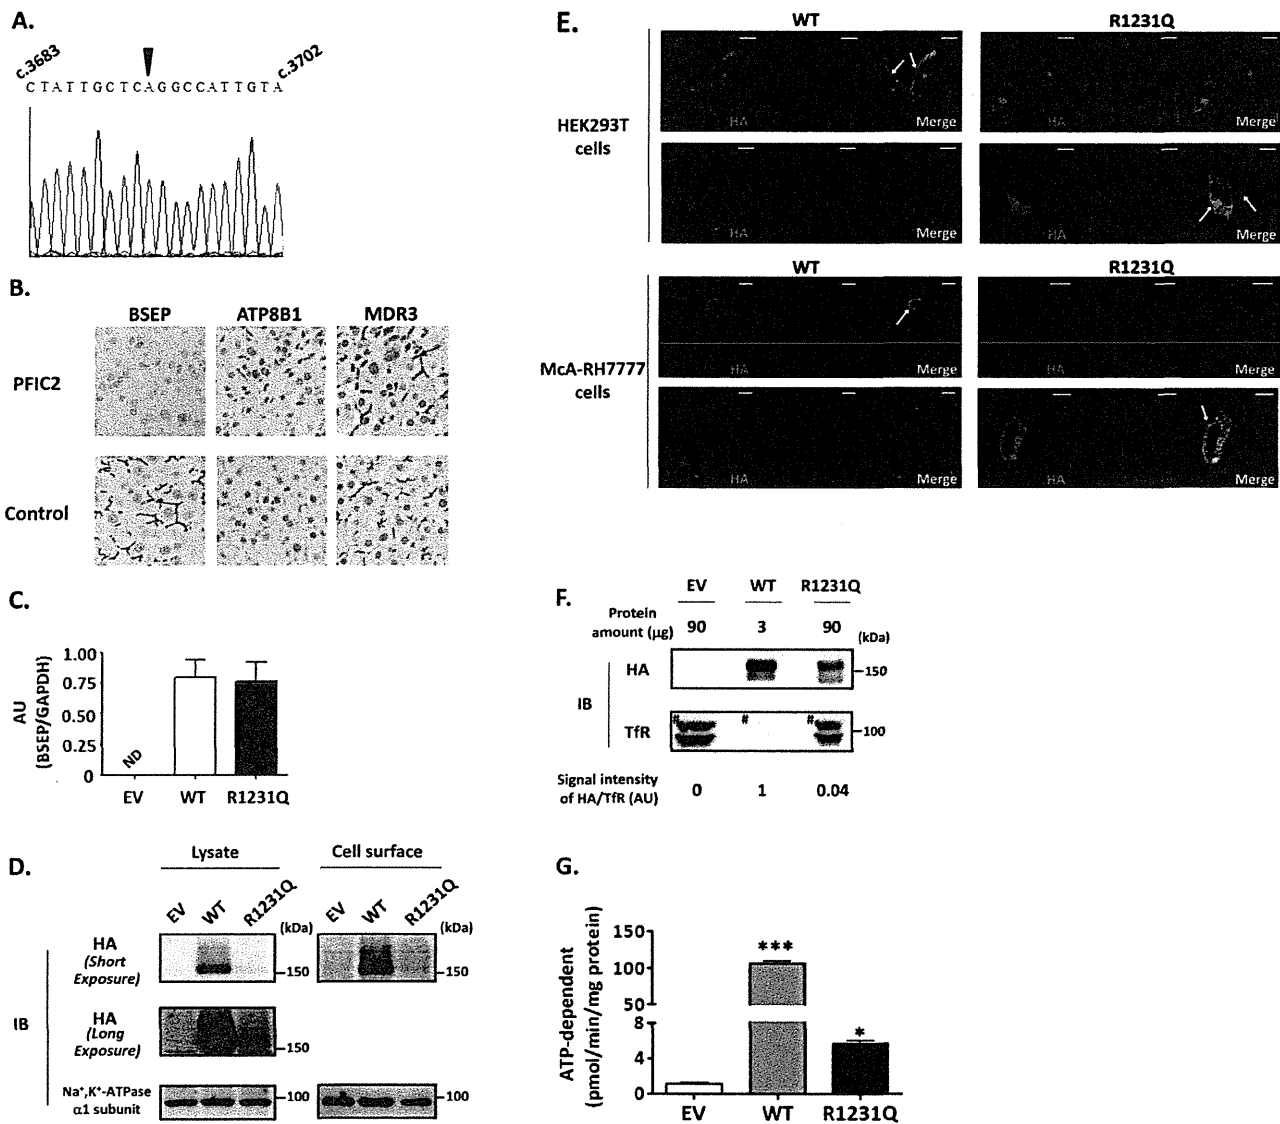 A.
c.3683
c.3702
C T A T T G C T C A G G C C A T T G T A
B.
BSEP ATP8B1 MDR3
PFIC2
Control
C.
AU
(BSEP/GAPDH)
1.00
0.75
0.50
0.25
0
ND
EV WT R1231Q
D.
Lysate Cell surface
EV WT R1231Q (kDa) EV WT R1231Q (kDa)
IB
HA
(Short
Exposure)
150 150
HA
(Long
Exposure)
150
Na⁺,K⁺-ATPase
α1 subunit
100 100
E.
WT R1231Q
HEK293T
cells
HA Merge HA Merge
HA Merge HA Merge
WT R1231Q
McA-RH7777
cells
HA Merge HA Merge
HA Merge HA Merge
F.
EV WT R1231Q
Protein
amount (μg)
90 3 90 (kDa)
IB
HA 150
TfR # # # 100
Signal intensity
of HA/TfR (AU)
0 1 0.04
G.
ATP-dependent
(pmol/min/mg protein)
150
100
50
8
4
0
*** *
EV WT R1231Q